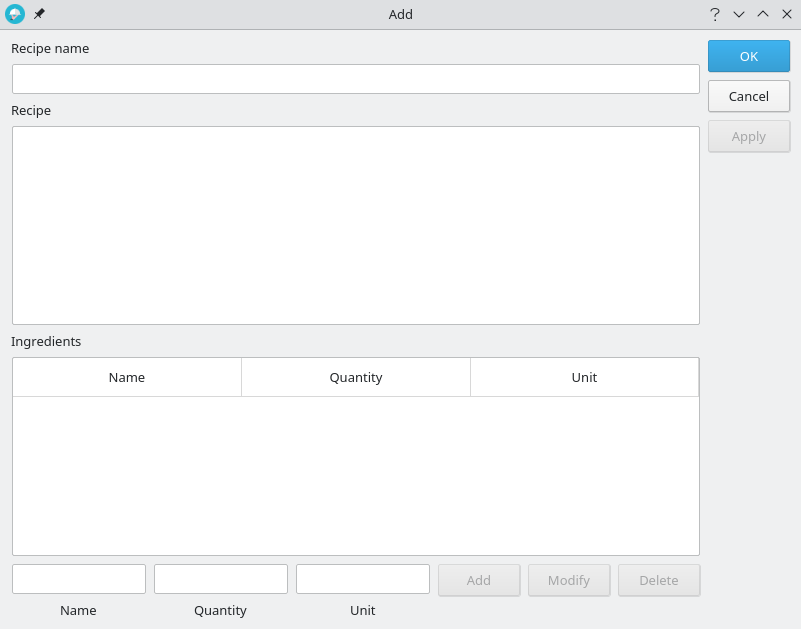 Add
Recipe name
OK
Cancel
Apply
Recipe
Ingredients
Name Quantity Unit
Add Modify Delete
Name Quantity Unit